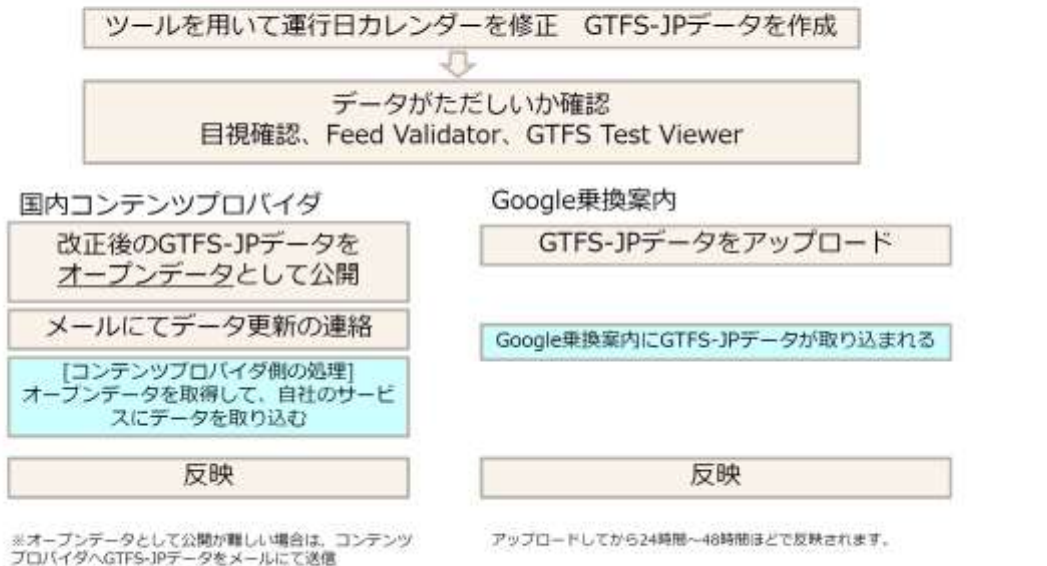 ツールを用いて運行日カレンダーを修正　GTFS-JPデータを作成
データがただしいか確認
目視確認、Feed Validator、GTFS Test Viewer
国内コンテンツプロバイダ
改正後のGTFS-JPデータを
オープンデータとして公開
メールにてデータ更新の連絡
[コンテンツプロバイダ側の処理]
オープンデータを取得して、自社のサービ
スにデータを取り込む
反映
※オープンデータとして公開が難しい場合は、コンテンツ
プロバイダへGTFS-JPデータをメールにて送信
Google乗換案内
GTFS-JPデータをアップロード
Google乗換案内にGTFS-JPデータが取り込まれる
反映
アップロードしてから24時間～48時間ほどで反映されます。